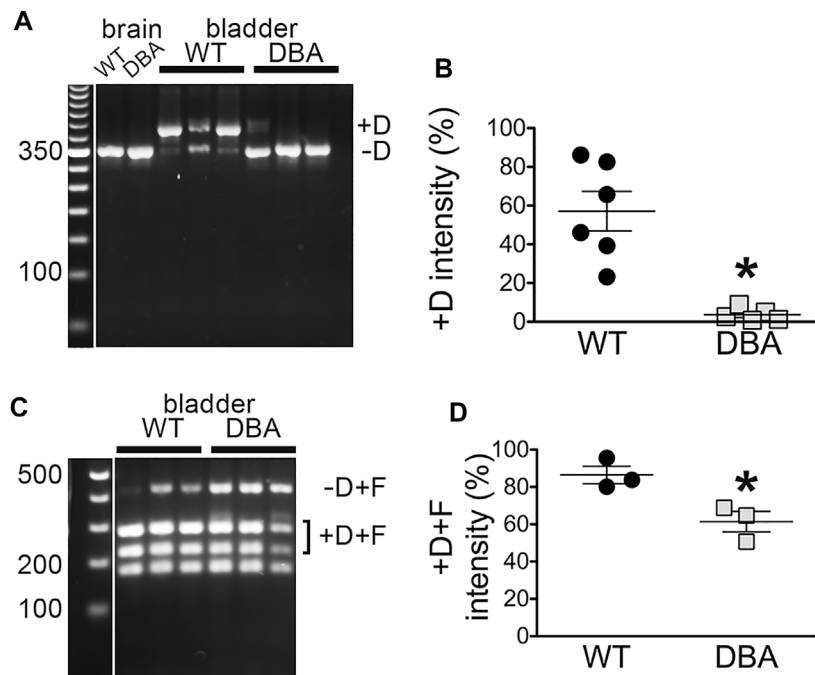 A
brain bladder
WT DBA WT DBA
+D
350 -D
100
B
+D intensity (%)
100
80
60
40
20
0
*
WT DBA
C
bladder
WT DBA
500 -D+F
+D+F
200
100
D
+D+F
intensity (%)
100
80
60
40
20
0
*
WT DBA